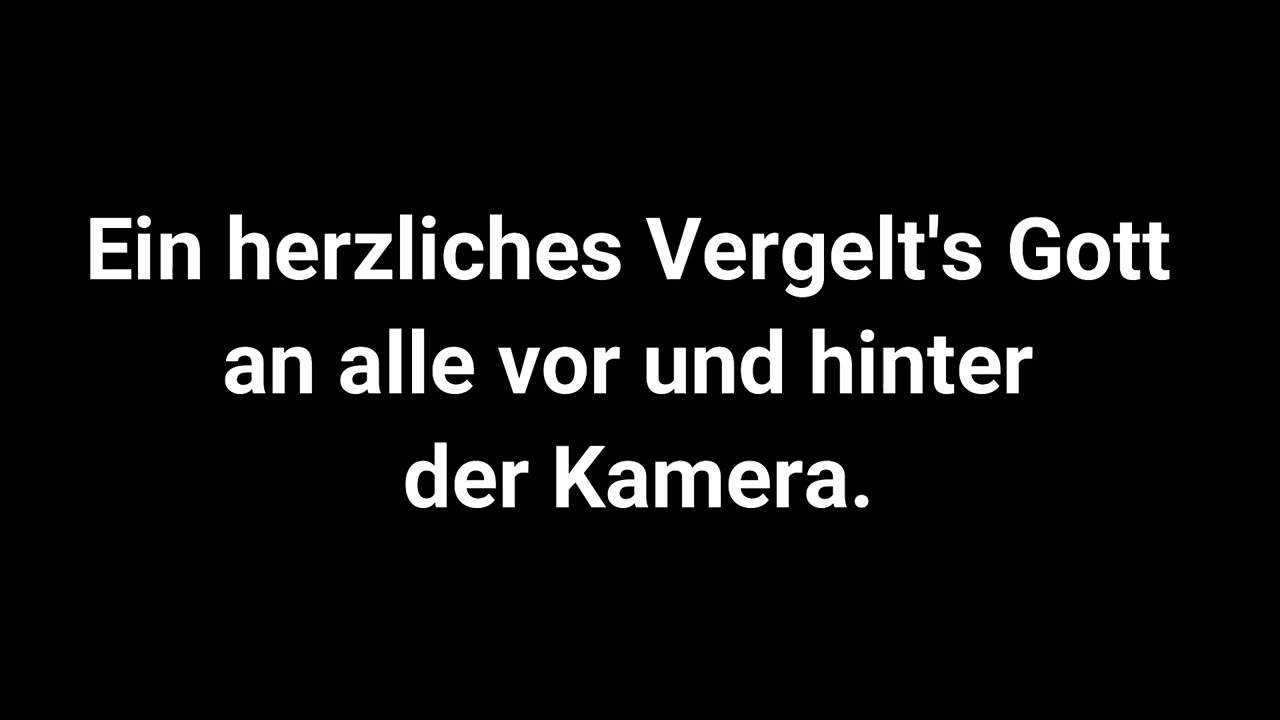 Ein herzliches Vergelt's Gott
an alle vor und hinter
der Kamera.